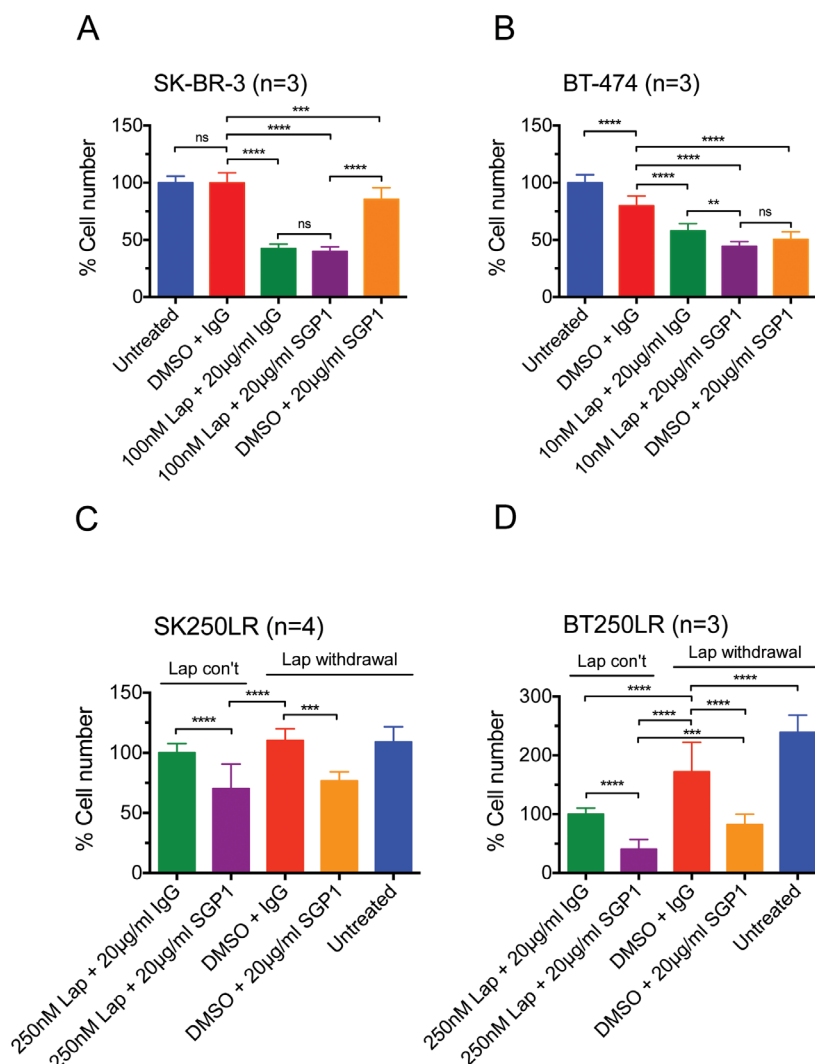 A
SK-BR-3 (n=3)
***
****
ns
****
****
ns
150
100
50
0
% Cell number
Untreated
DMSO + IgG
100nM Lap + 20µg/ml IgG
100nM Lap + 20µg/ml SGP1
DMSO + 20µg/ml SGP1
B
BT-474 (n=3)
****
****
****
****
**
ns
150
100
50
0
% Cell number
Untreated
DMSO + IgG
10nM Lap + 20µg/ml IgG
10nM Lap + 20µg/ml SGP1
DMSO + 20µg/ml SGP1
C
SK250LR (n=4)
Lap con't
Lap withdrawal
****
***
****
150
100
50
0
% Cell number
250nM Lap + 20µg/ml IgG
250nM Lap + 20µg/ml SGP1
DMSO + IgG
DMSO + 20µg/ml SGP1
Untreated
D
BT250LR (n=3)
Lap con't
Lap withdrawal
****
****
****
****
***
****
300
200
100
0
% Cell number
250nM Lap + 20µg/ml IgG
250nM Lap + 20µg/ml SGP1
DMSO + IgG
DMSO + 20µg/ml SGP1
Untreated